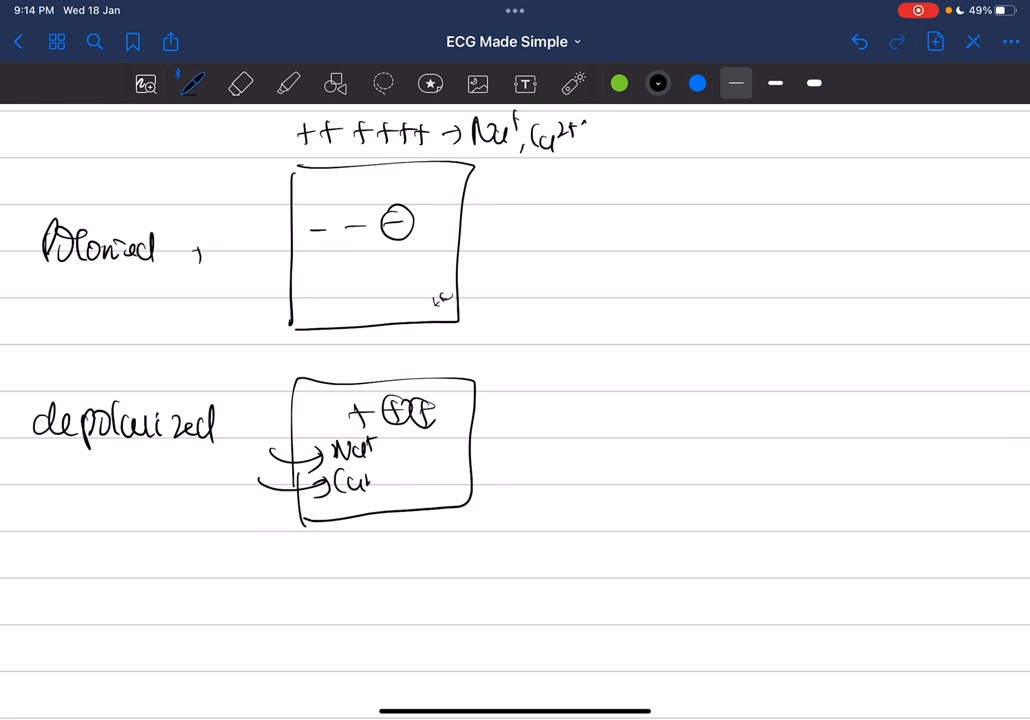 9:14 PM Wed 18 Jan
49%
ECG Made Simple
++ +++++ → Na+, Ca2+
- - -
Polarized +
+ ++
depolarized
Na+
Ca+